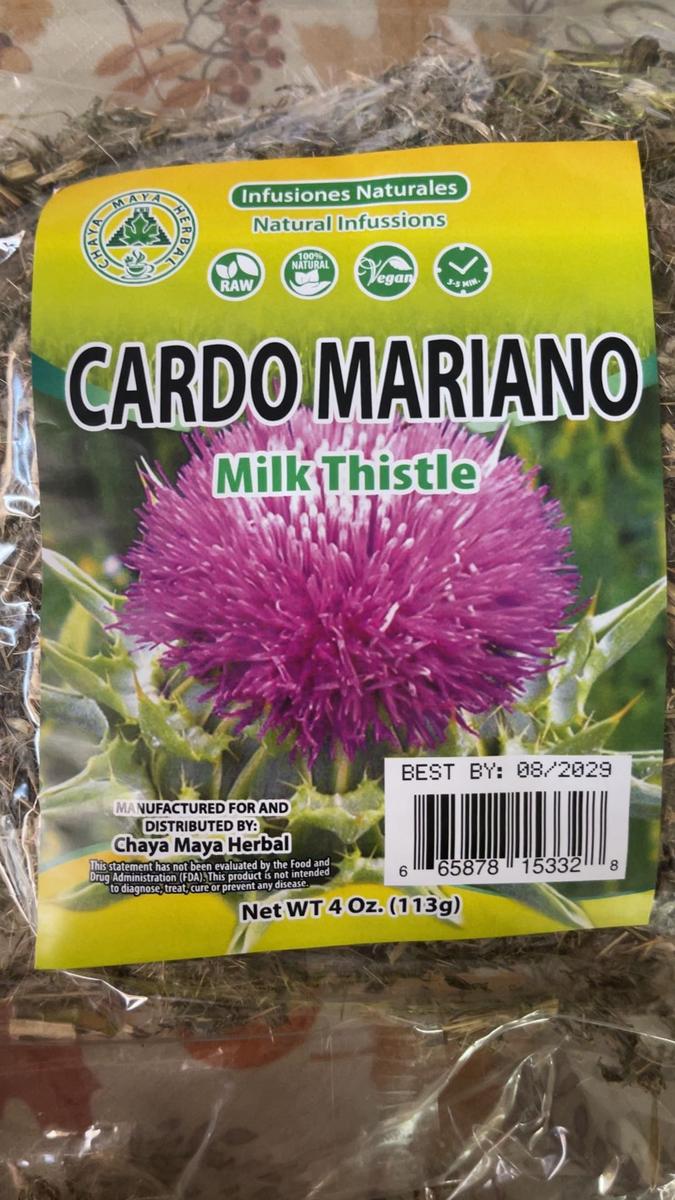 Infusiones Naturales
Natural Infussions
CHAYA MAYA HERBAL
RAW
100%
NATURAL
Vegan
3-5 MIN.
CARDO MARIANO
Milk Thistle
BEST BY: 08/2029
6 65878 15332 8
MANUFACTURED FOR AND
DISTRIBUTED BY:
Chaya Maya Herbal
This statement has not been evaluated by the Food and
Drug Administration (FDA). This product is not intended
to diagnose, treat, cure or prevent any disease.
Net WT 4 Oz. (113g)